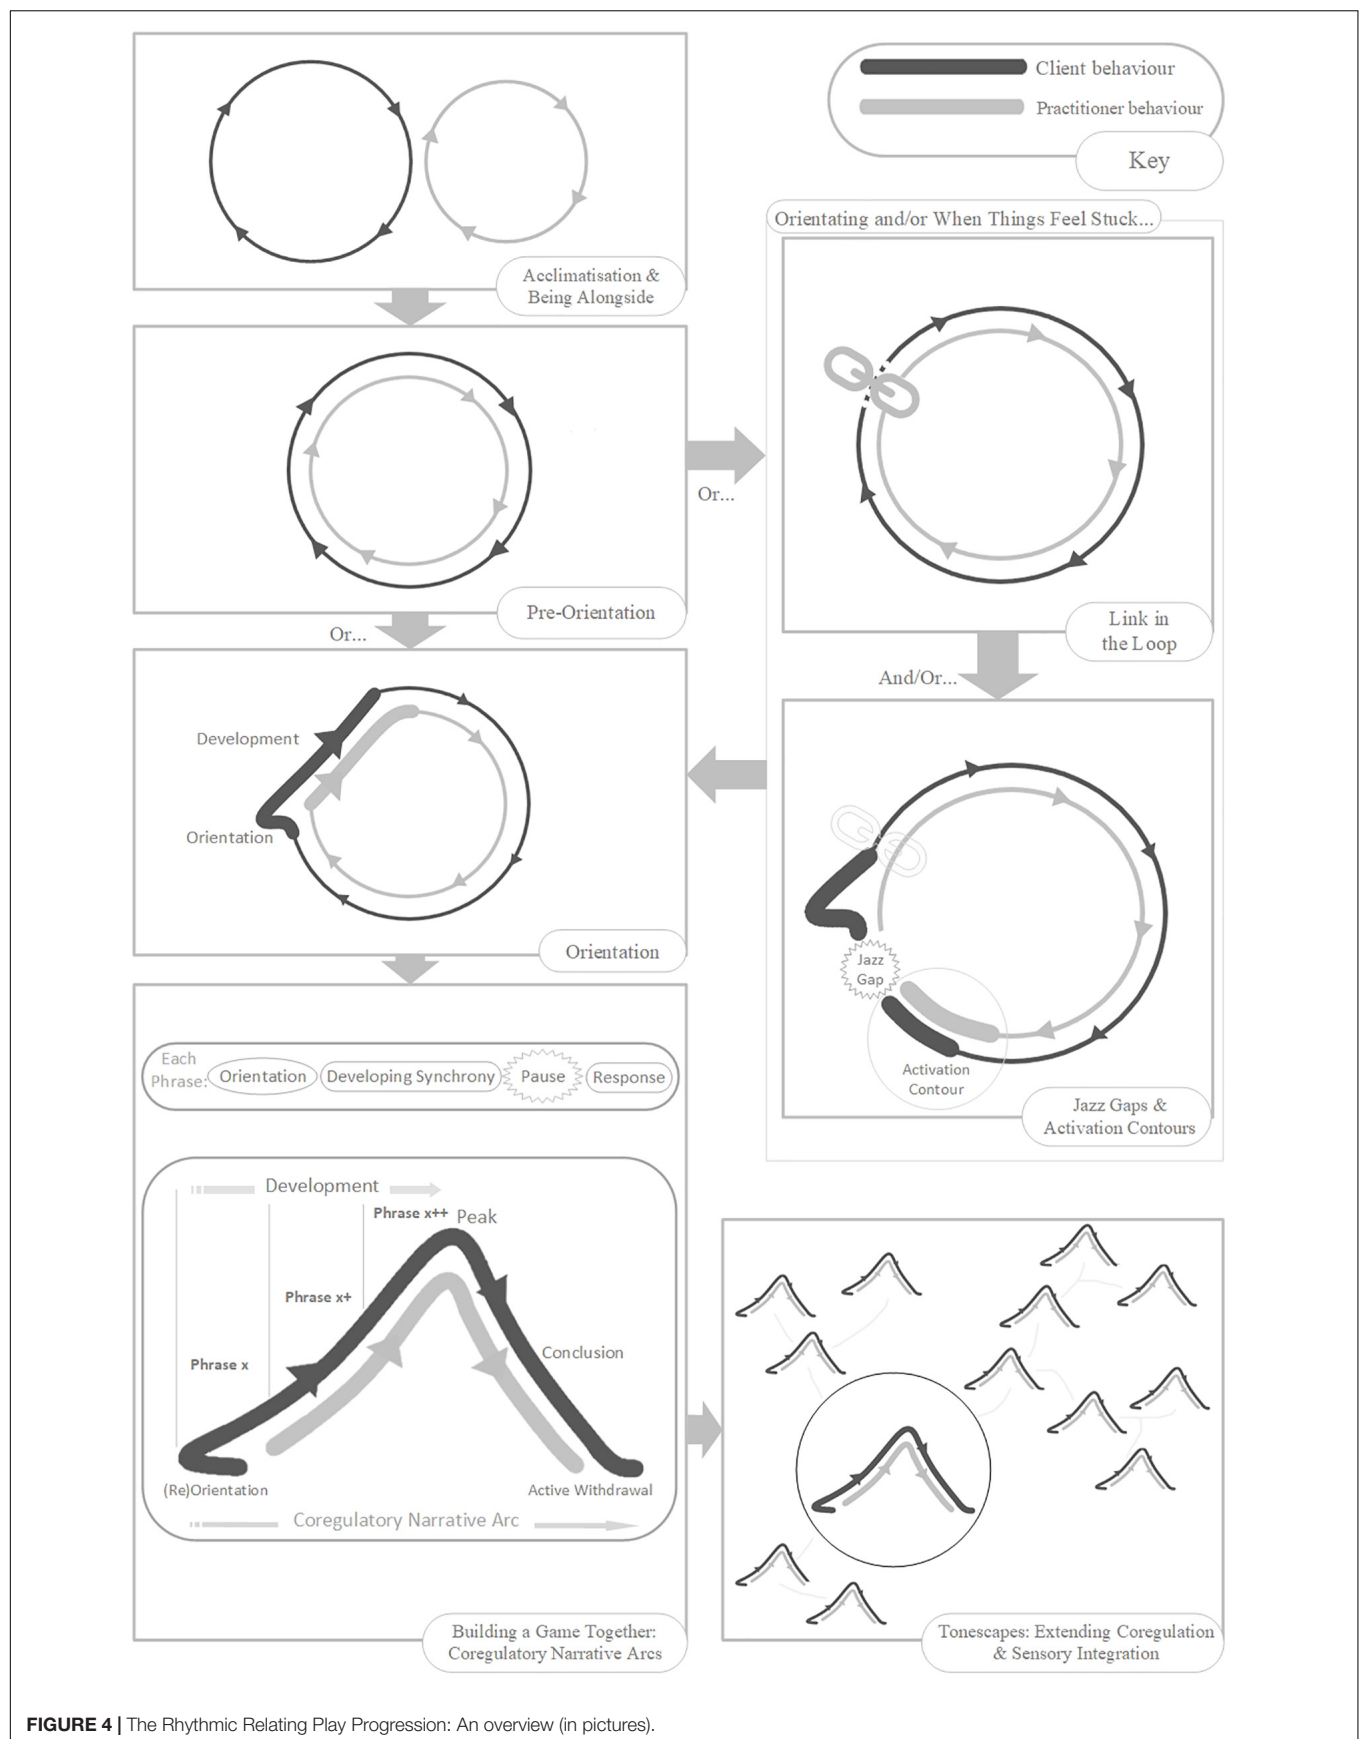 Client behaviour
Practitioner behaviour
Key
Acclimatisation &
Being Alongside
Orientating and/or When Things Feel Stuck...
Pre-Orientation
Or...
Or...
Link in
the Loop
And/Or...
Development
Orientation
Orientation
Jazz
Gap
Activation
Contour
Jazz Gaps &
Activation Contours
Each
Phrase:
Orientation
Developing Synchrony
Pause
Response
Development
Phrase x++
Peak
Phrase x+
Phrase x
Conclusion
(Re)Orientation
Active Withdrawal
Coregulatory Narrative Arc
Building a Game Together:
Coregulatory Narrative Arcs
Tonescapes: Extending Coregulation
& Sensory Integration
FIGURE 4 | The Rhythmic Relating Play Progression: An overview (in pictures).